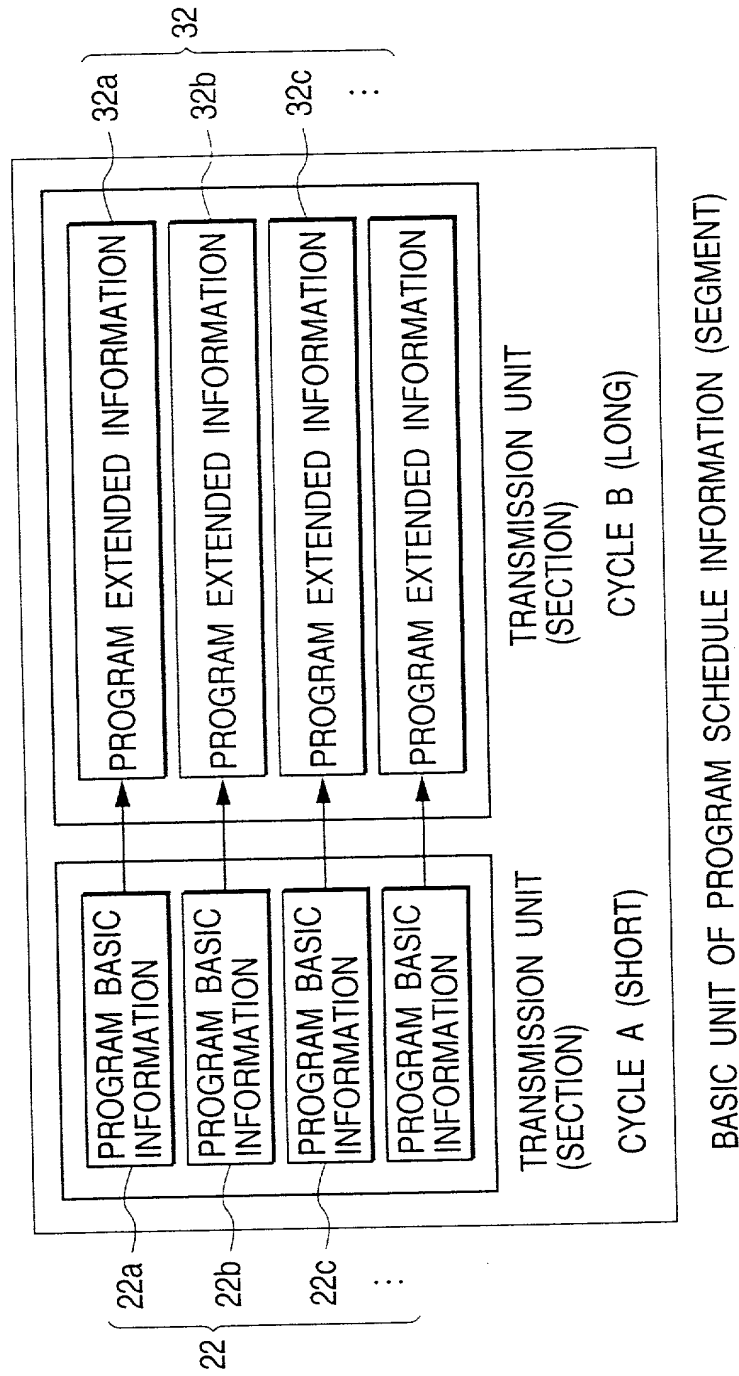 22
22a
22b
22c
⋮
PROGRAM BASIC
INFORMATION
PROGRAM BASIC
INFORMATION
PROGRAM BASIC
INFORMATION
PROGRAM BASIC
INFORMATION
TRANSMISSION UNIT
(SECTION)
CYCLE A (SHORT)
PROGRAM EXTENDED INFORMATION
PROGRAM EXTENDED INFORMATION
PROGRAM EXTENDED INFORMATION
PROGRAM EXTENDED INFORMATION
TRANSMISSION UNIT
(SECTION)
CYCLE B (LONG)
32a
32b
32c
⋮
32
BASIC UNIT OF PROGRAM SCHEDULE INFORMATION (SEGMENT)